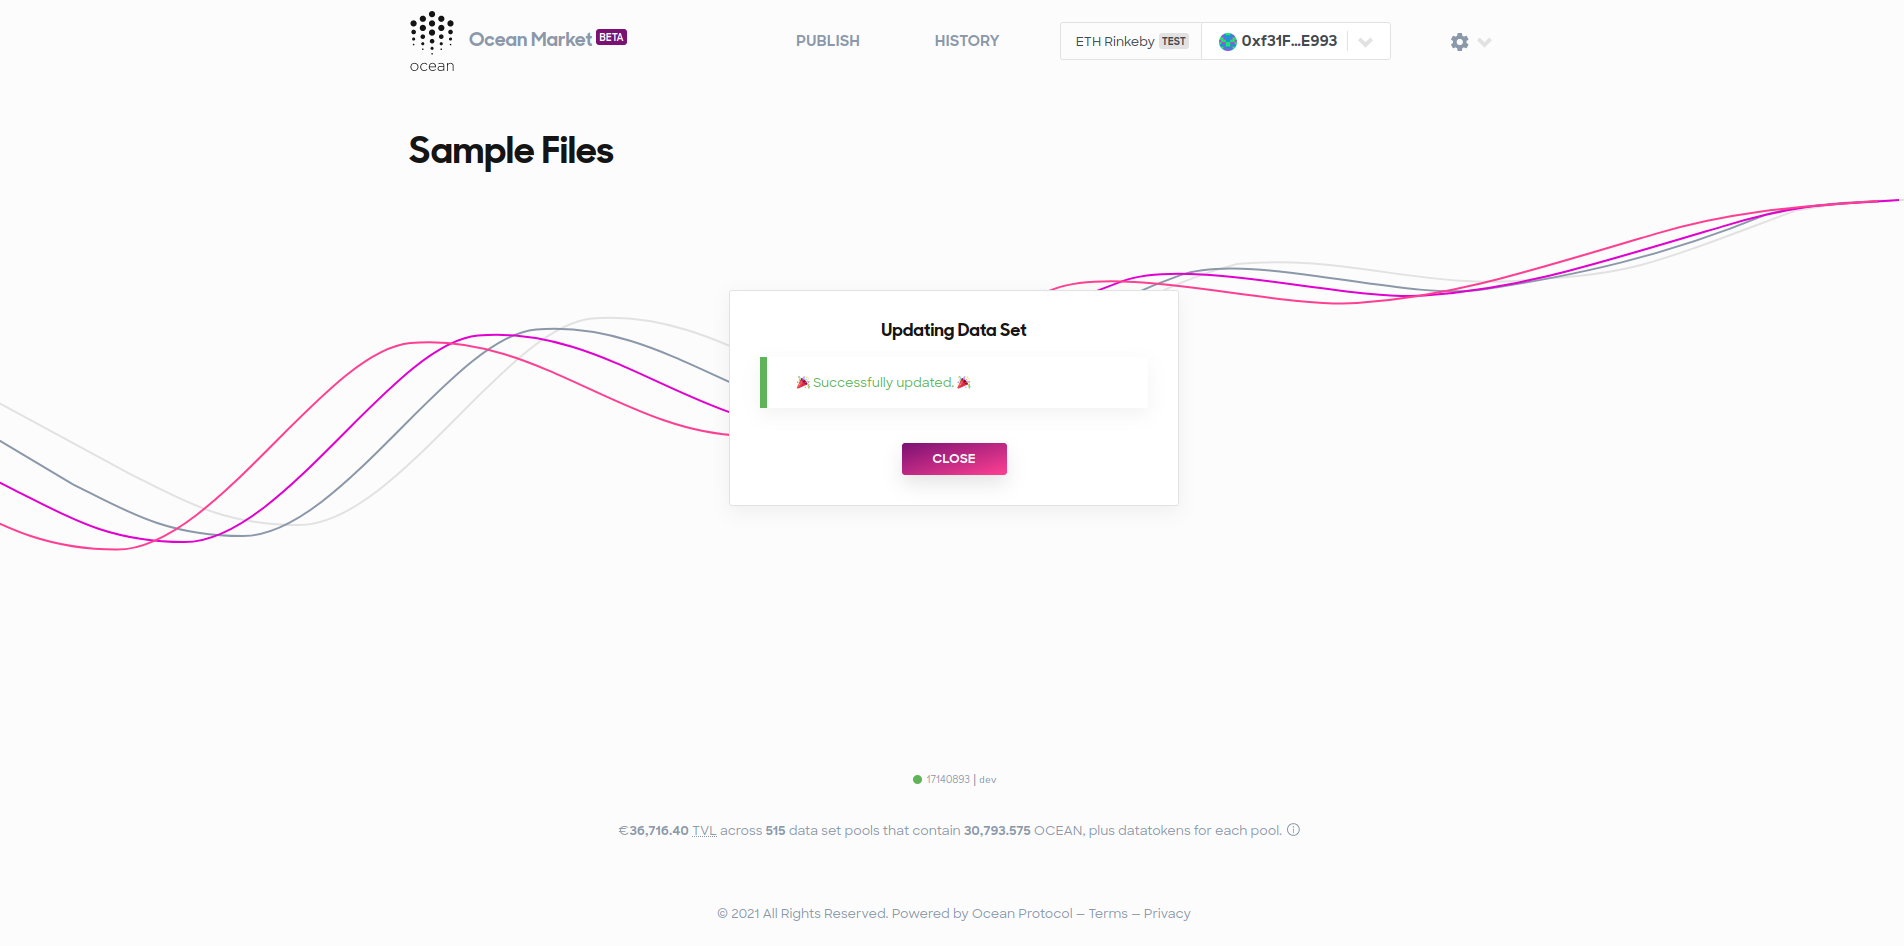 ocean
Ocean Market BETA
PUBLISH
HISTORY
ETH Rinkeby TEST
0xf31F...E993
Sample Files
Updating Data Set
🎉 Successfully updated. 🎉
CLOSE
17140893 | dev
€36,716.40 TVL across 515 data set pools that contain 30,793.575 OCEAN, plus datatokens for each pool.
© 2021 All Rights Reserved. Powered by Ocean Protocol — Terms — Privacy